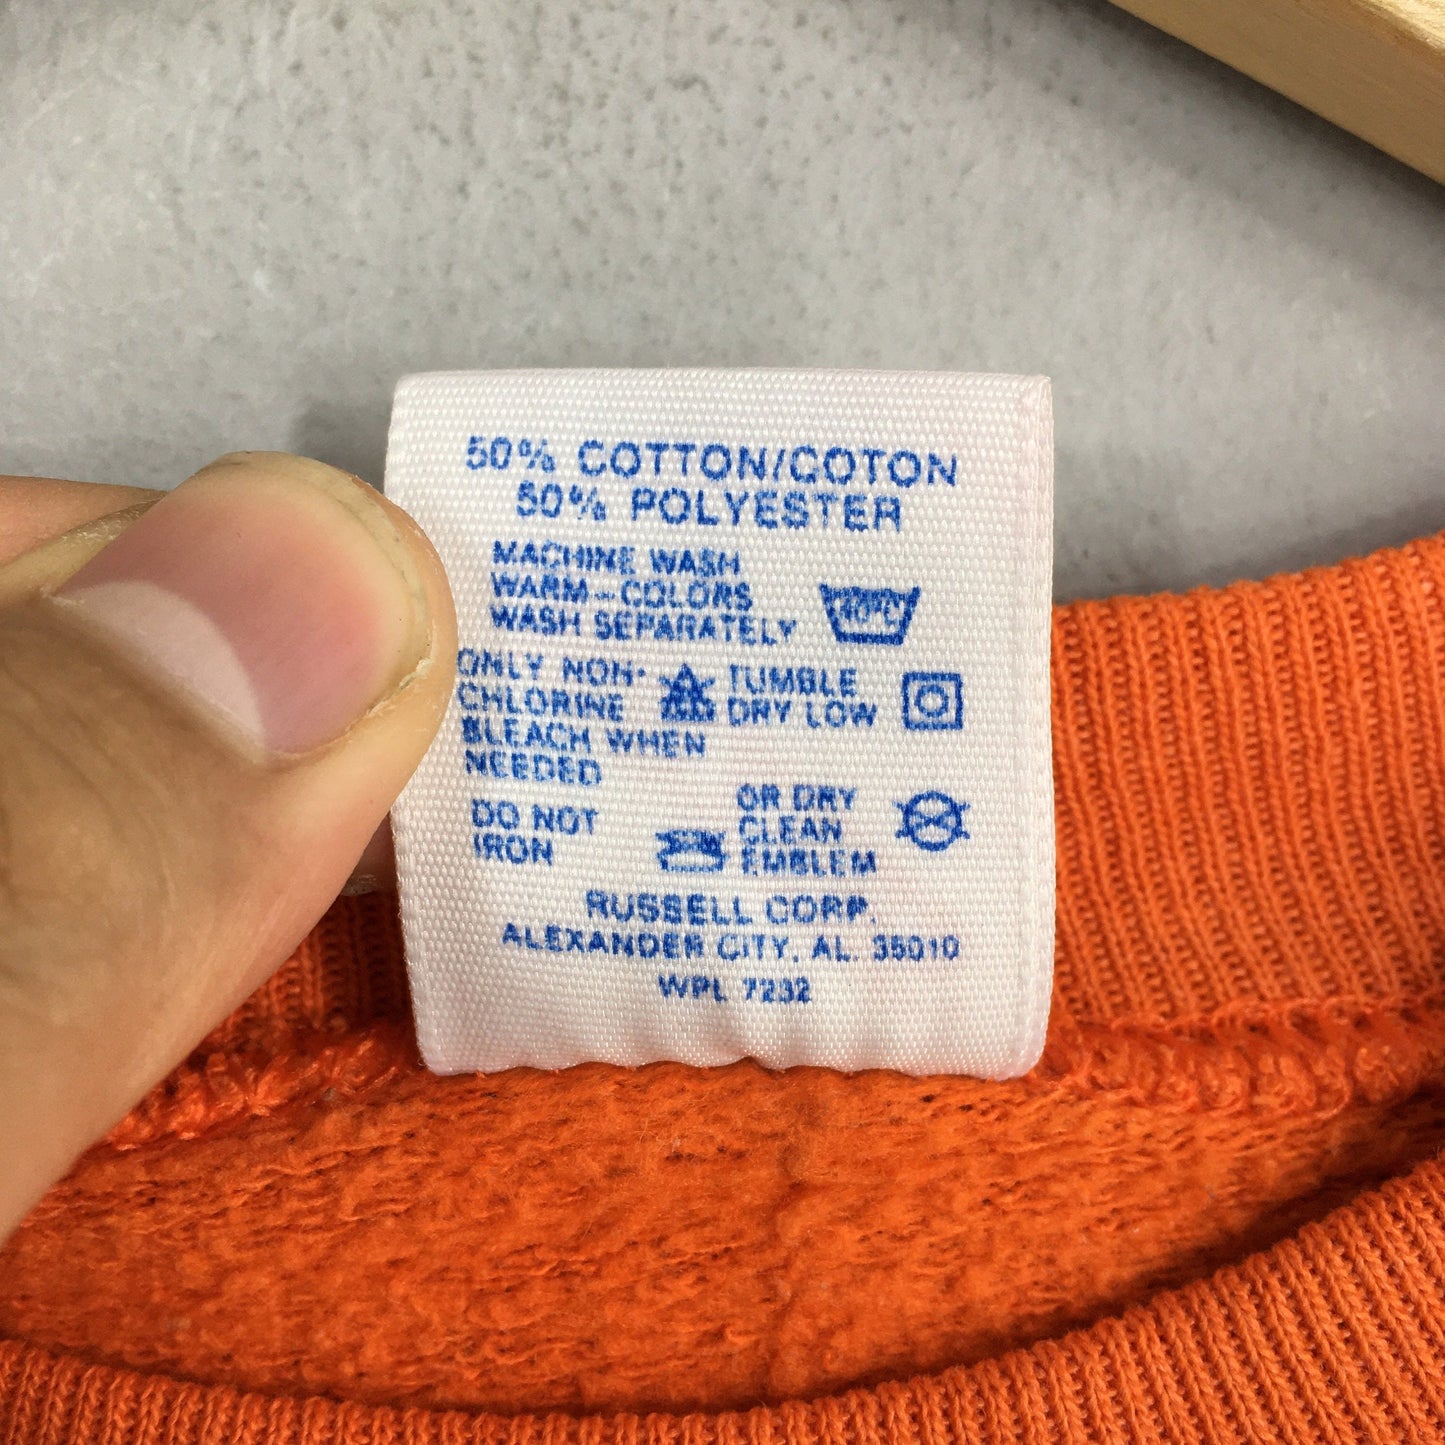 50% COTTON/COTON
50% POLYESTER
MACHINE WASH
WARM-COLORS
WASH SEPARATELY
40°C
ONLY NON-
CHLORINE
BLEACH WHEN
NEEDED
TUMBLE
DRY LOW
DO NOT
IRON
OR DRY
CLEAN
EMBLEM
RUSSELL CORP.
ALEXANDER CITY, AL. 35010
WPL 7232